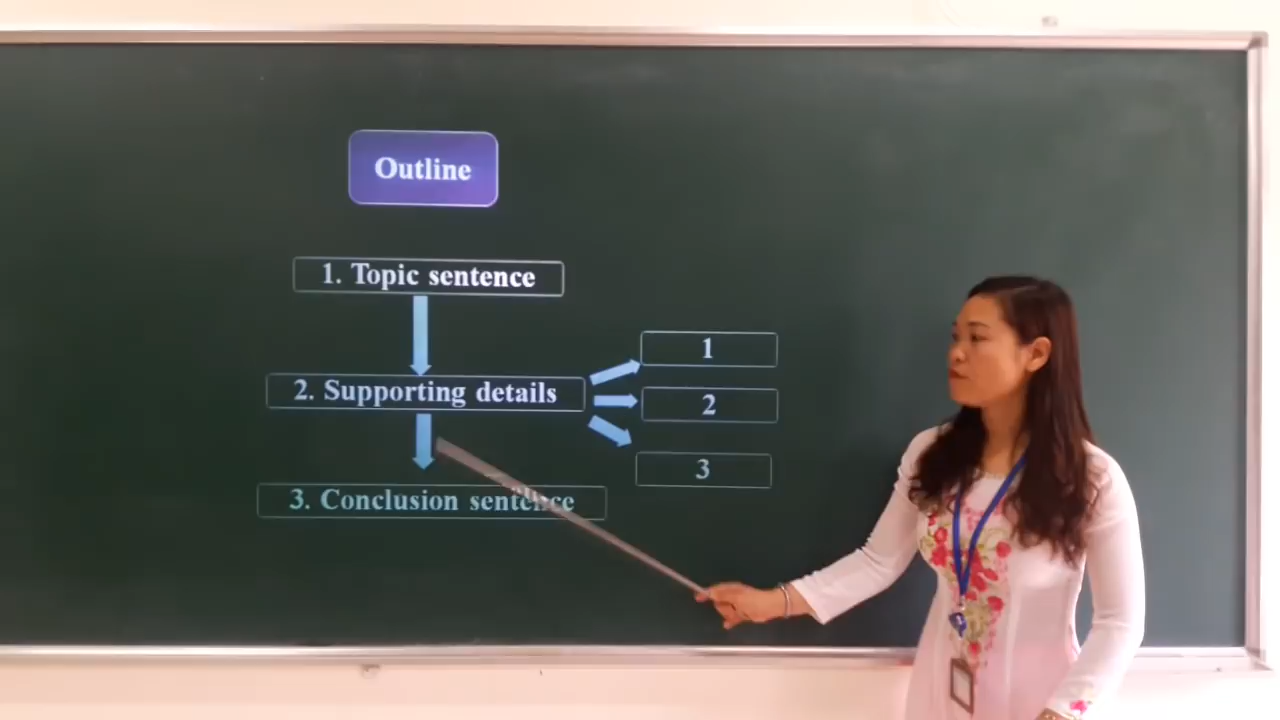 Outline
1. Topic sentence
2. Supporting details
1
2
3
3. Conclusion sentence